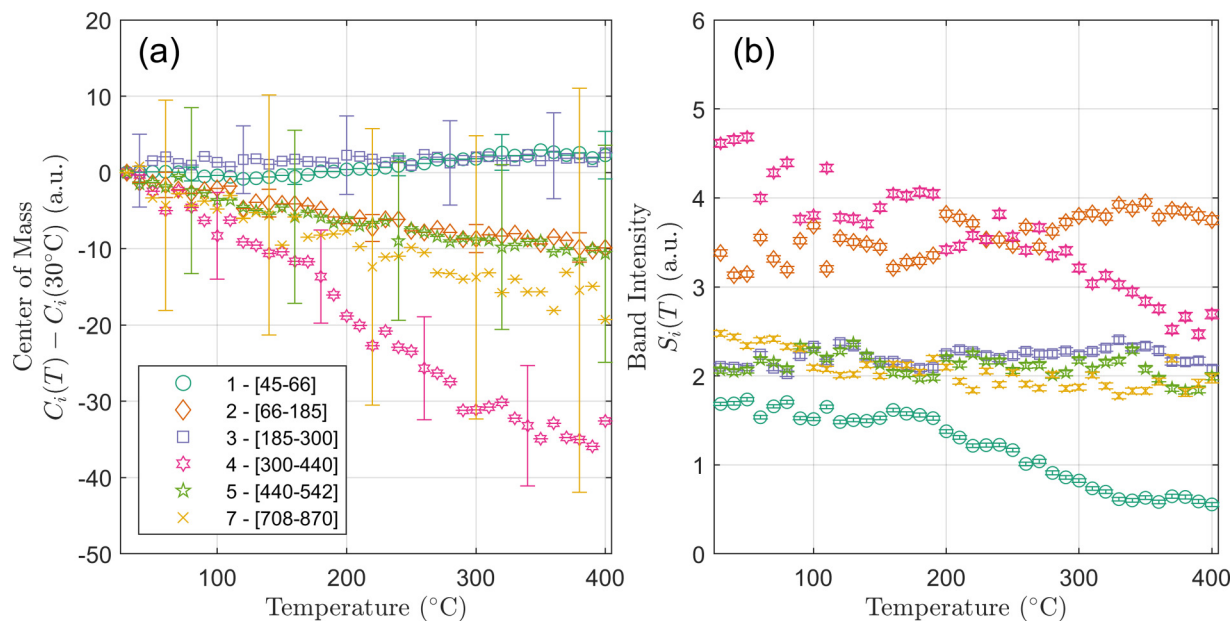 (a)
20
10
0
-10
-20
-30
-40
-50
Center of Mass
C_i(T) − C_i(30°C) (a.u.)
1 - [45-66]
2 - [66-185]
3 - [185-300]
4 - [300-440]
5 - [440-542]
7 - [708-870]
100 200 300 400
Temperature (°C)
(b)
6
5
4
3
2
1
0
Band Intensity
S_i(T) (a.u.)
100 200 300 400
Temperature (°C)